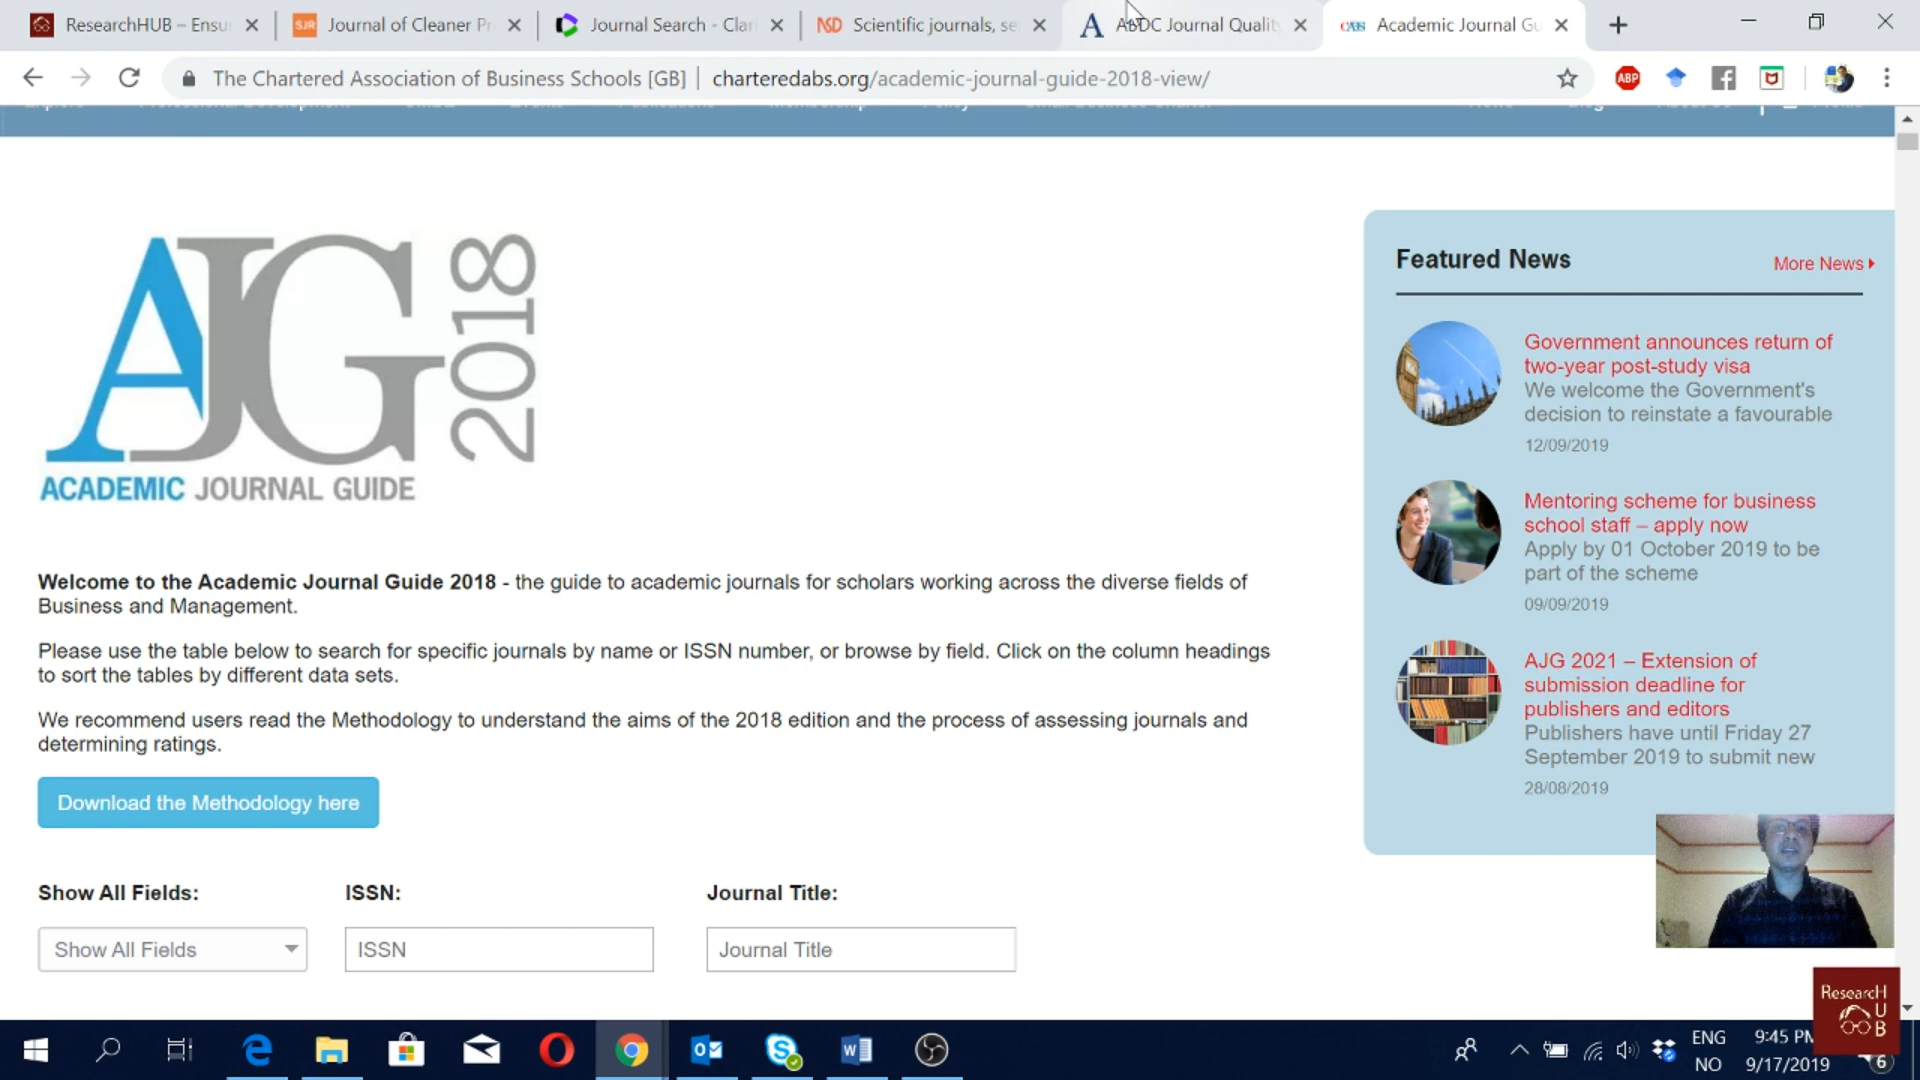 ResearchHUB – Ensu
Journal of Cleaner Pr
Journal Search - Clari
Scientific journals, se
ABDC Journal Quality
Academic Journal Gu
The Chartered Association of Business Schools [GB] | charteredabs.org/academic-journal-guide-2018-view/
AJG 2018
ACADEMIC JOURNAL GUIDE
Welcome to the Academic Journal Guide 2018 - the guide to academic journals for scholars working across the diverse fields of
Business and Management.
Please use the table below to search for specific journals by name or ISSN number, or browse by field. Click on the column headings
to sort the tables by different data sets.
We recommend users read the Methodology to understand the aims of the 2018 edition and the process of assessing journals and
determining ratings.
Download the Methodology here
Show All Fields:
ISSN:
Journal Title:
Show All Fields
ISSN
Journal Title
Featured News
More News
Government announces return of
two-year post-study visa
We welcome the Government's
decision to reinstate a favourable
12/09/2019
Mentoring scheme for business
school staff – apply now
Apply by 01 October 2019 to be
part of the scheme
09/09/2019
AJG 2021 – Extension of
submission deadline for
publishers and editors
Publishers have until Friday 27
September 2019 to submit new
28/08/2019
ResearcH
U
B
ENG
NO
9:45 PM
9/17/2019
6